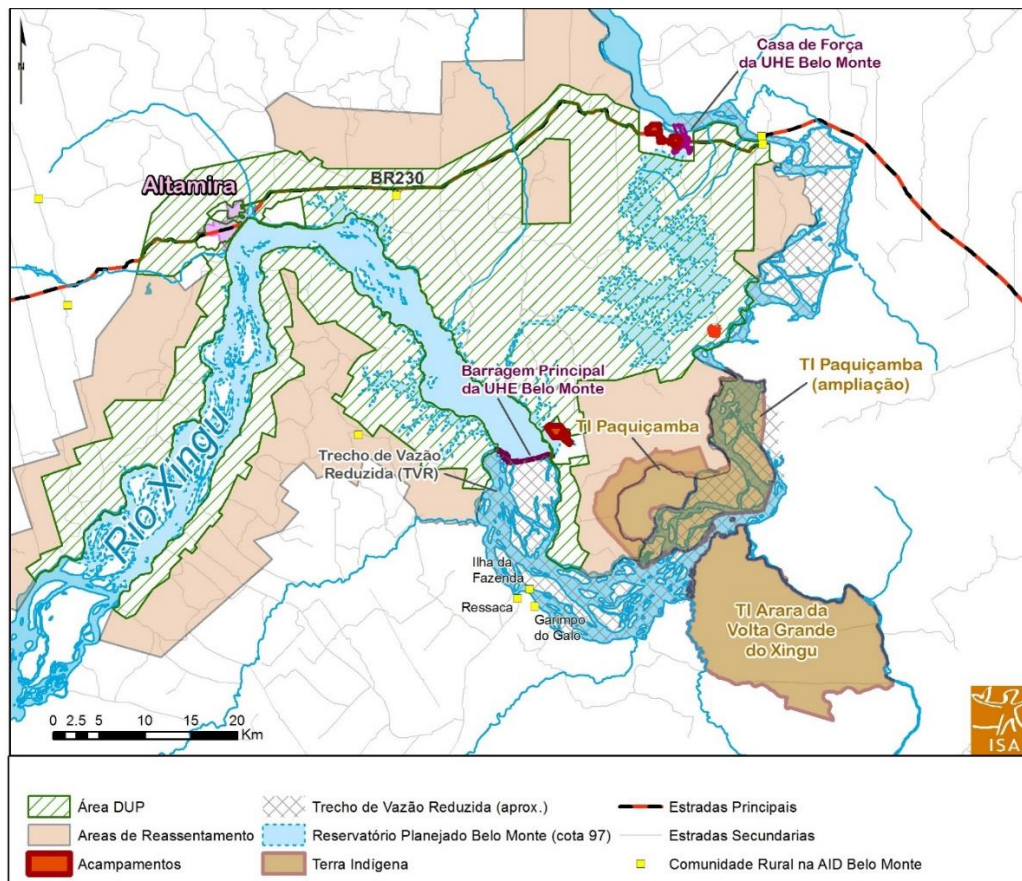 N
Casa de Força
da UHE Belo Monte
Altamira
BR230
TI Paquiçamba
(ampliação)
Barragem Principal
da UHE Belo Monte
TI Paquiçamba
Trecho de Vazão
Reduzida (TVR)
Rio Xingu
Ilha da
Fazenda
Ressaca
Garimpo
do Galo
TI Arara da
Volta Grande
do Xingu
0 2.5 5 10 15 20
Km
ISA
Área DUP
Areas de Reassentamento
Acampamentos
Trecho de Vazão Reduzida (aprox.)
Reservatório Planejado Belo Monte (cota 97)
Terra Indígena
Estradas Principais
Estradas Secundarias
Comunidade Rural na AID Belo Monte